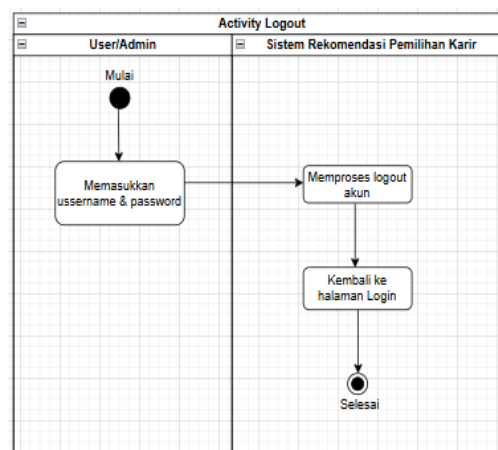 Activity Logout
User/Admin
Sistem Rekomendasi Pemilihan Karir
Mulai
Memasukkan
ussername & password
Memproses logout
akun
Kembali ke
halaman Login
Selesai